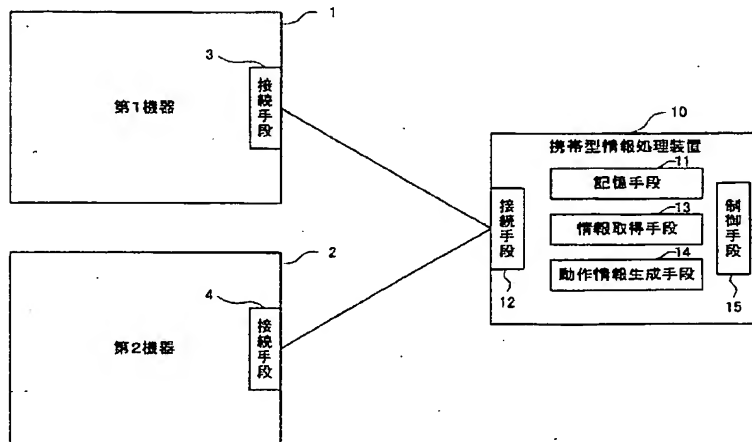 1
3
接続手段
第1機器
2
4
接続手段
第2機器
10
携帯型情報処理装置
11
記憶手段
13
情報取得手段
14
動作情報生成手段
接続手段
12
制御手段
15